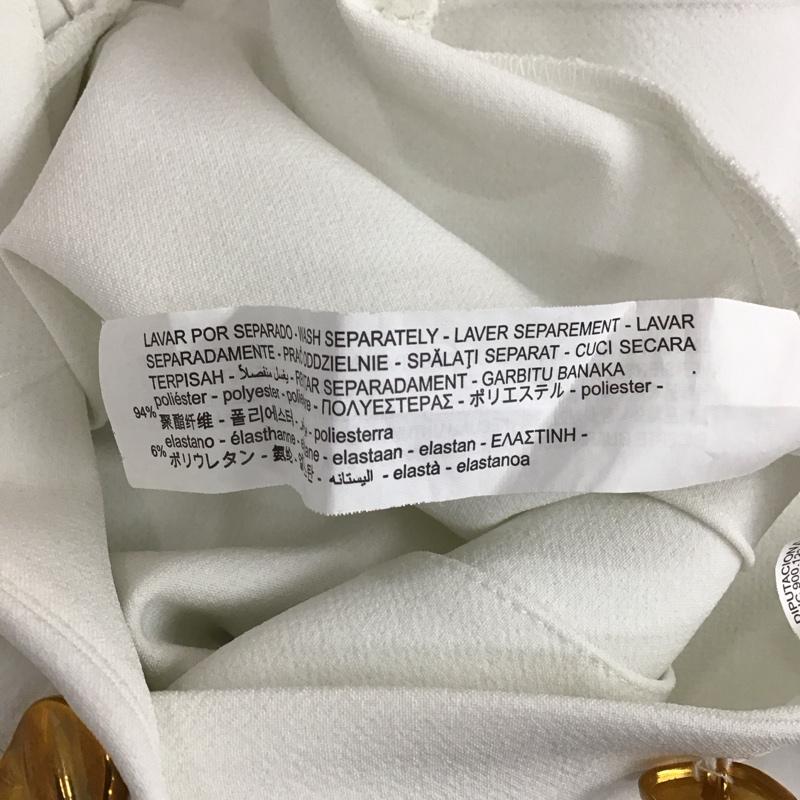 LAVAR POR SEPARADO - WASH SEPARATELY - LAVER SEPAREMENT - LAVAR
SEPARADAMENTE - PRAĆ ODDZIELNIE - SPĂLAŢI SEPARAT - CUCI SECARA
TERPISAH - يغسل منفصلاً - SEPARADAMENT - GARBITU BANAKA
poliéster - polyester - - ΠΟΛΥΕΣΤΕΡΑΣ - ポリエステル - poliester -
94% 聚酯纤维 - 폴리에스터 - - poliesterra
elastano - élasthanne - - elastaan - elastan - ΕΛΑΣΤΙΝΗ -
6% ポリウレタン - 氨纶 - - اليستانه - elastà - elastanoa
DIPUTACION